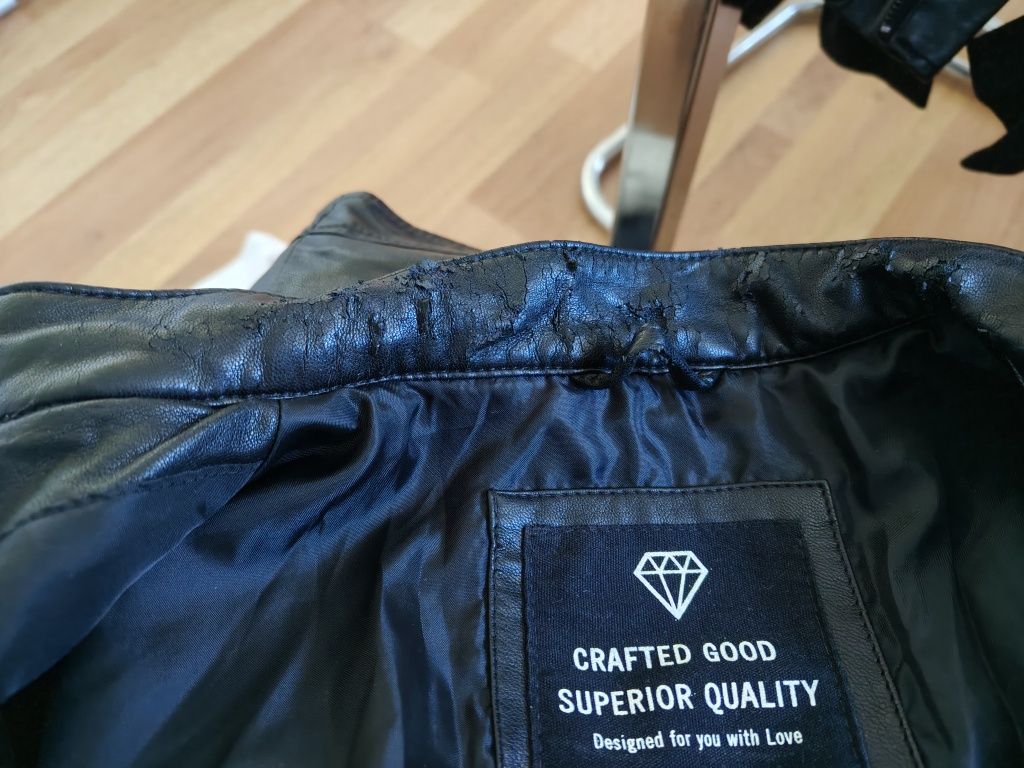 CRAFTED GOOD
SUPERIOR QUALITY
Designed for you with Love